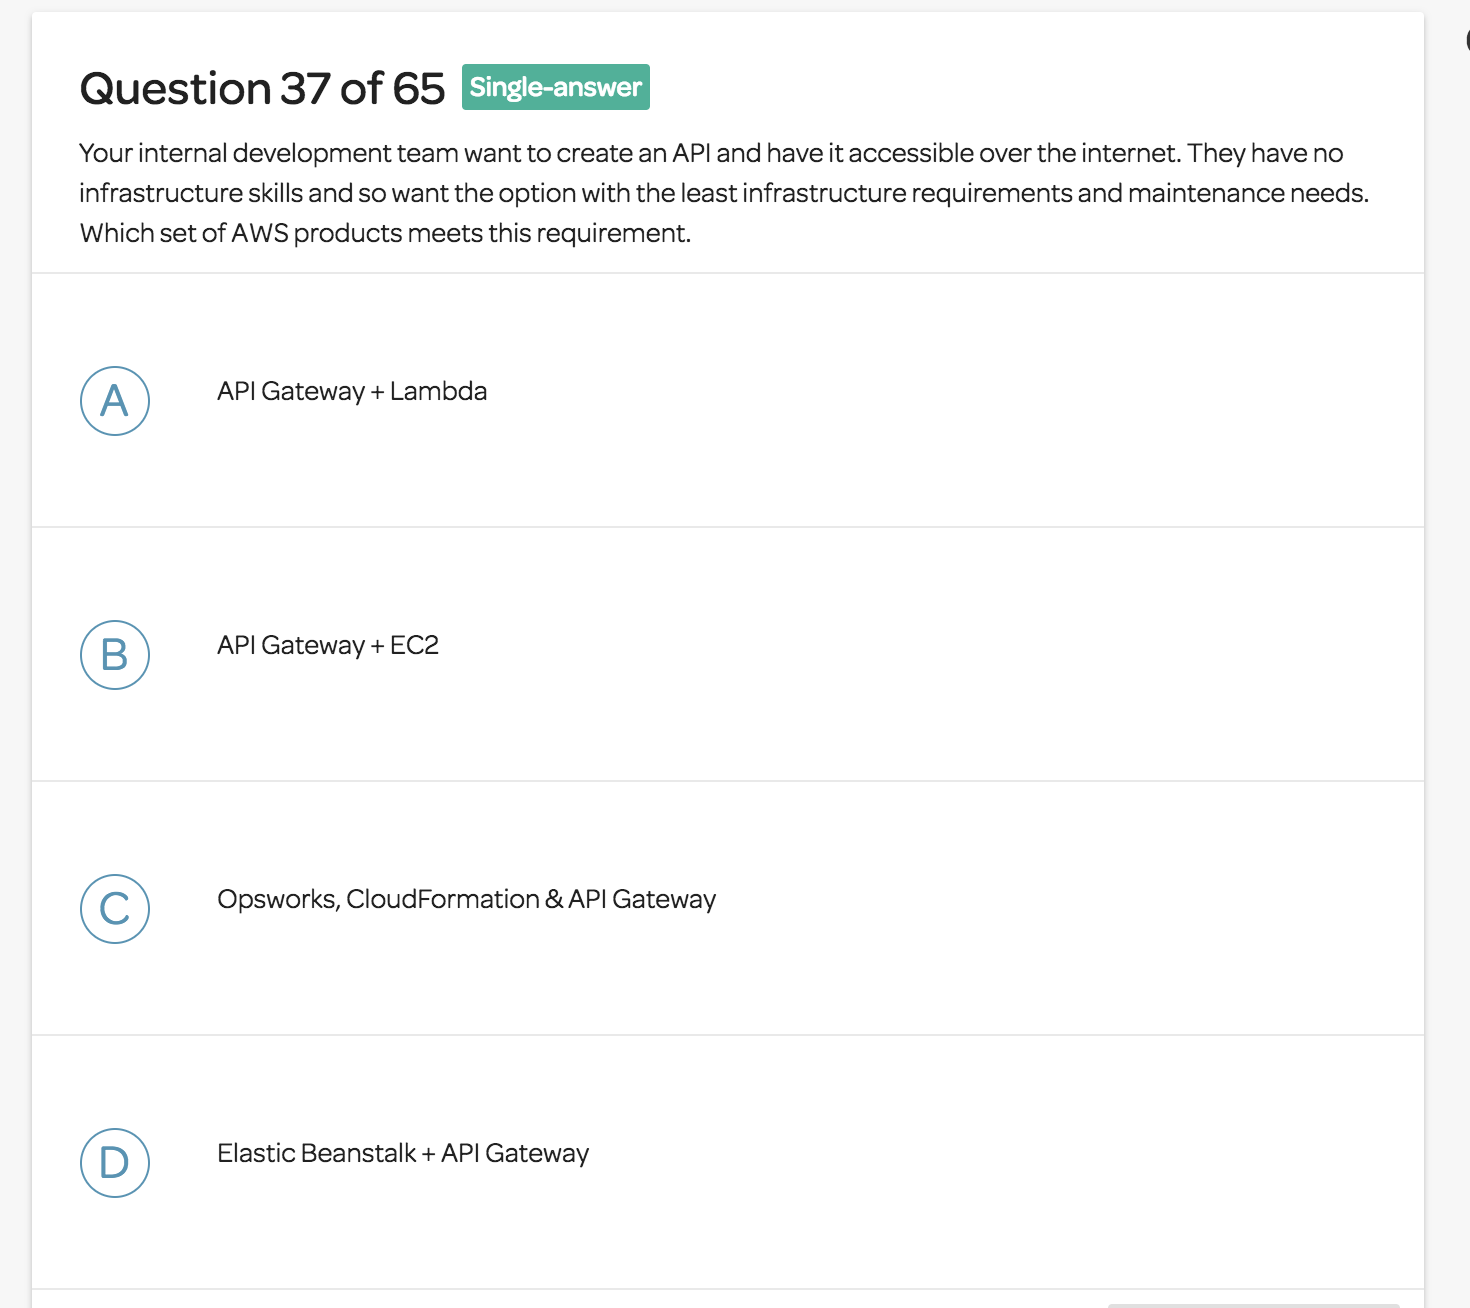 Question 37 of 65 Single-answer
Your internal development team want to create an API and have it accessible over the internet. They have no
infrastructure skills and so want the option with the least infrastructure requirements and maintenance needs.
Which set of AWS products meets this requirement.
A API Gateway + Lambda
B API Gateway + EC2
C Opsworks, CloudFormation & API Gateway
D Elastic Beanstalk + API Gateway